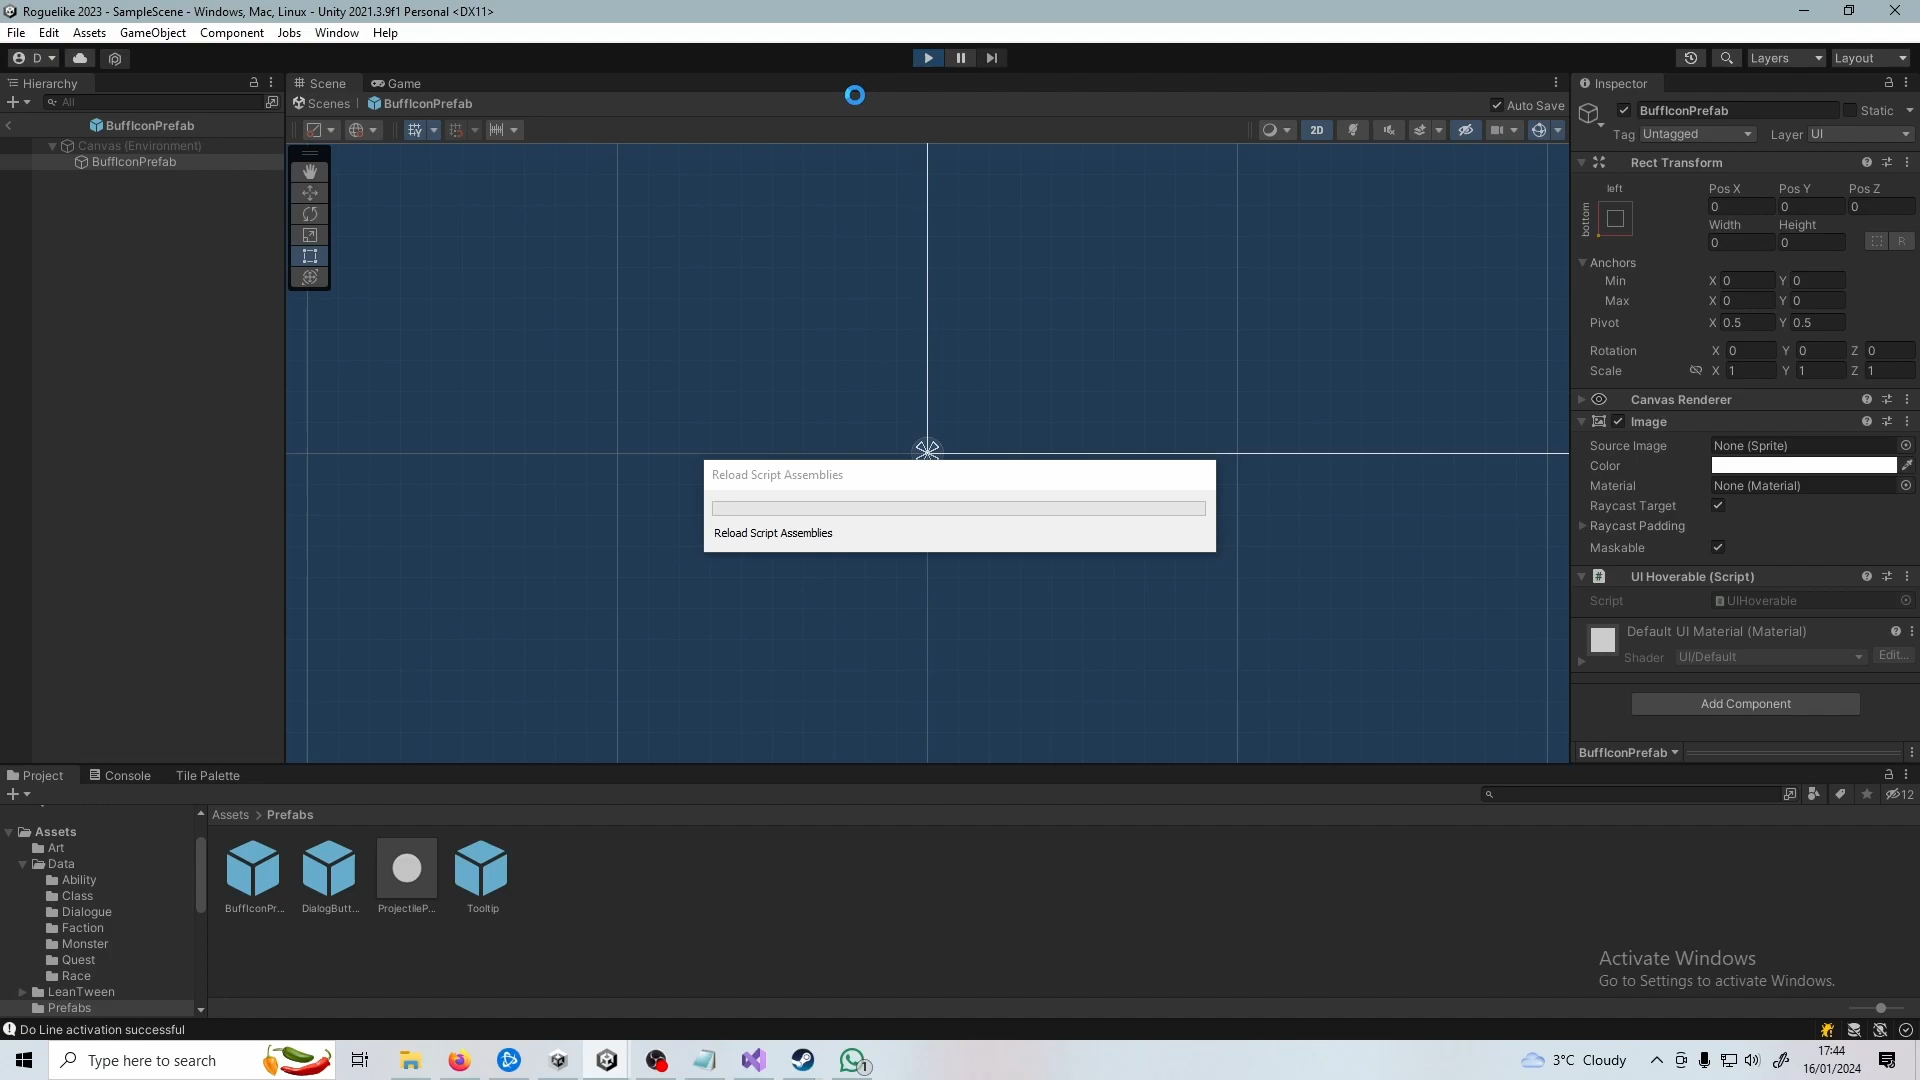 Roguelike 2023 - SampleScene - Windows, Mac, Linux - Unity 2021.3.9f1 Personal <DX11>
File Edit Assets GameObject Component Jobs Window Help
D
Layers
Layout
Hierarchy
All
BuffIconPrefab
Canvas (Environment)
BuffIconPrefab
Scene
Game
Scenes | BuffIconPrefab
Auto Save
2D
Reload Script Assemblies
Reload Script Assemblies
Inspector
BuffIconPrefab
Static
Tag Untagged
Layer UI
Rect Transform
left
bottom
Pos X Pos Y Pos Z
0 0 0
Width Height
0 0
R
Anchors
Min X 0 Y 0
Max X 0 Y 0
Pivot X 0.5 Y 0.5
Rotation X 0 Y 0 Z 0
Scale X 1 Y 1 Z 1
Canvas Renderer
Image
Source Image None (Sprite)
Color
Material None (Material)
Raycast Target
Raycast Padding
Maskable
UI Hoverable (Script)
Script UIHoverable
Default UI Material (Material)
Shader UI/Default Edit...
Add Component
BuffIconPrefab
Project
Console
Tile Palette
12
Assets
Art
Data
Ability
Class
Dialogue
Faction
Monster
Quest
Race
LeanTween
Prefabs
Assets > Prefabs
BuffIconPr...
DialogButt...
ProjectileP...
Tooltip
Activate Windows
Go to Settings to activate Windows.
Do Line activation successful
Type here to search
1
3°C Cloudy
17:44
16/01/2024